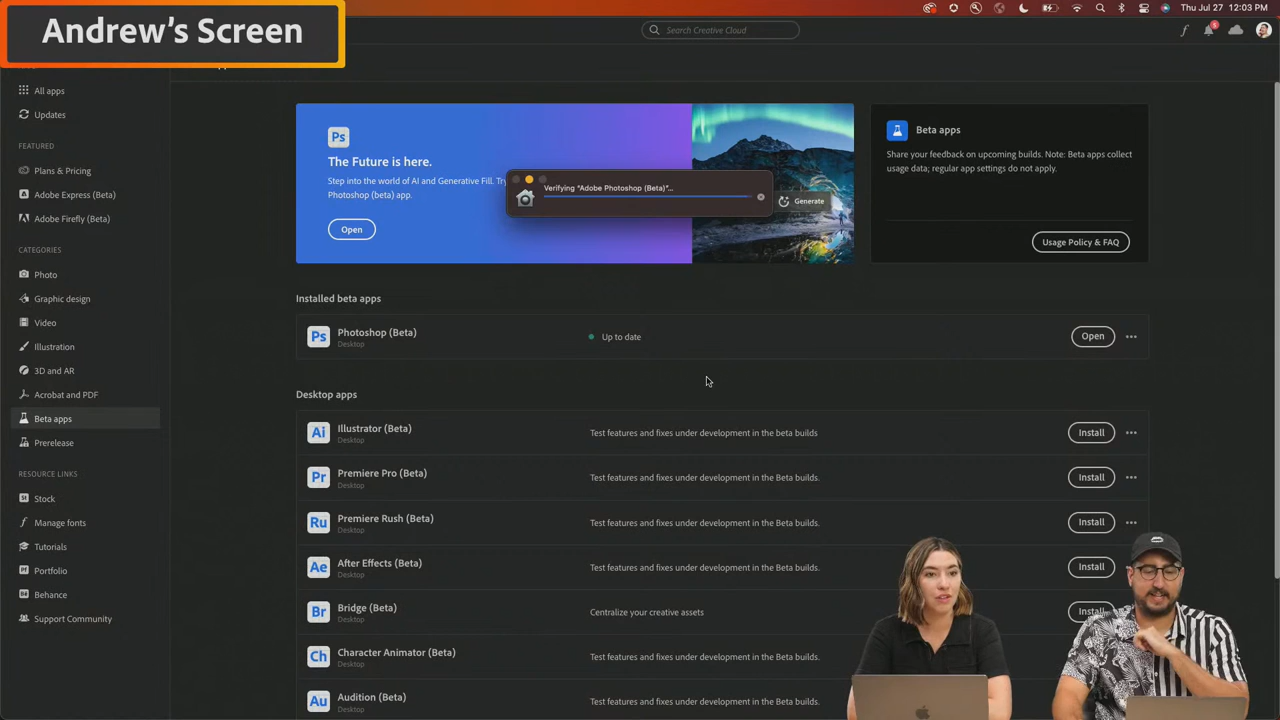 Andrew's Screen
Thu Jul 27 12:03 PM
Search Creative Cloud
5
All apps
Updates
FEATURED
Plans & Pricing
Adobe Express (Beta)
Adobe Firefly (Beta)
CATEGORIES
Photo
Graphic design
Video
Illustration
3D and AR
Acrobat and PDF
Beta apps
Prerelease
RESOURCE LINKS
St Stock
Manage fonts
Tutorials
Portfolio
Behance
Support Community
Ps
The Future is here.
Step into the world of AI and Generative Fill. Try
Photoshop (beta) app.
Open
Verifying "Adobe Photoshop (Beta)"...
Generate
Beta apps
Share your feedback on upcoming builds. Note: Beta apps collect
usage data; regular app settings do not apply.
Usage Policy & FAQ
Installed beta apps
Ps Photoshop (Beta) Up to date Open
Desktop
Desktop apps
Ai Illustrator (Beta) Test features and fixes under development in the beta builds Install
Desktop
Pr Premiere Pro (Beta) Test features and fixes under development in the beta builds. Install
Desktop
Ru Premiere Rush (Beta) Test features and fixes under development in the Beta builds. Install
Desktop
Ae After Effects (Beta) Test features and fixes under development in the Beta builds. Install
Desktop
Br Bridge (Beta) Centralize your creative assets Install
Desktop
Ch Character Animator (Beta) Test features and fixes under development in the Beta builds.
Desktop
Au Audition (Beta) Test features and fixes under development in the Beta builds.
Desktop